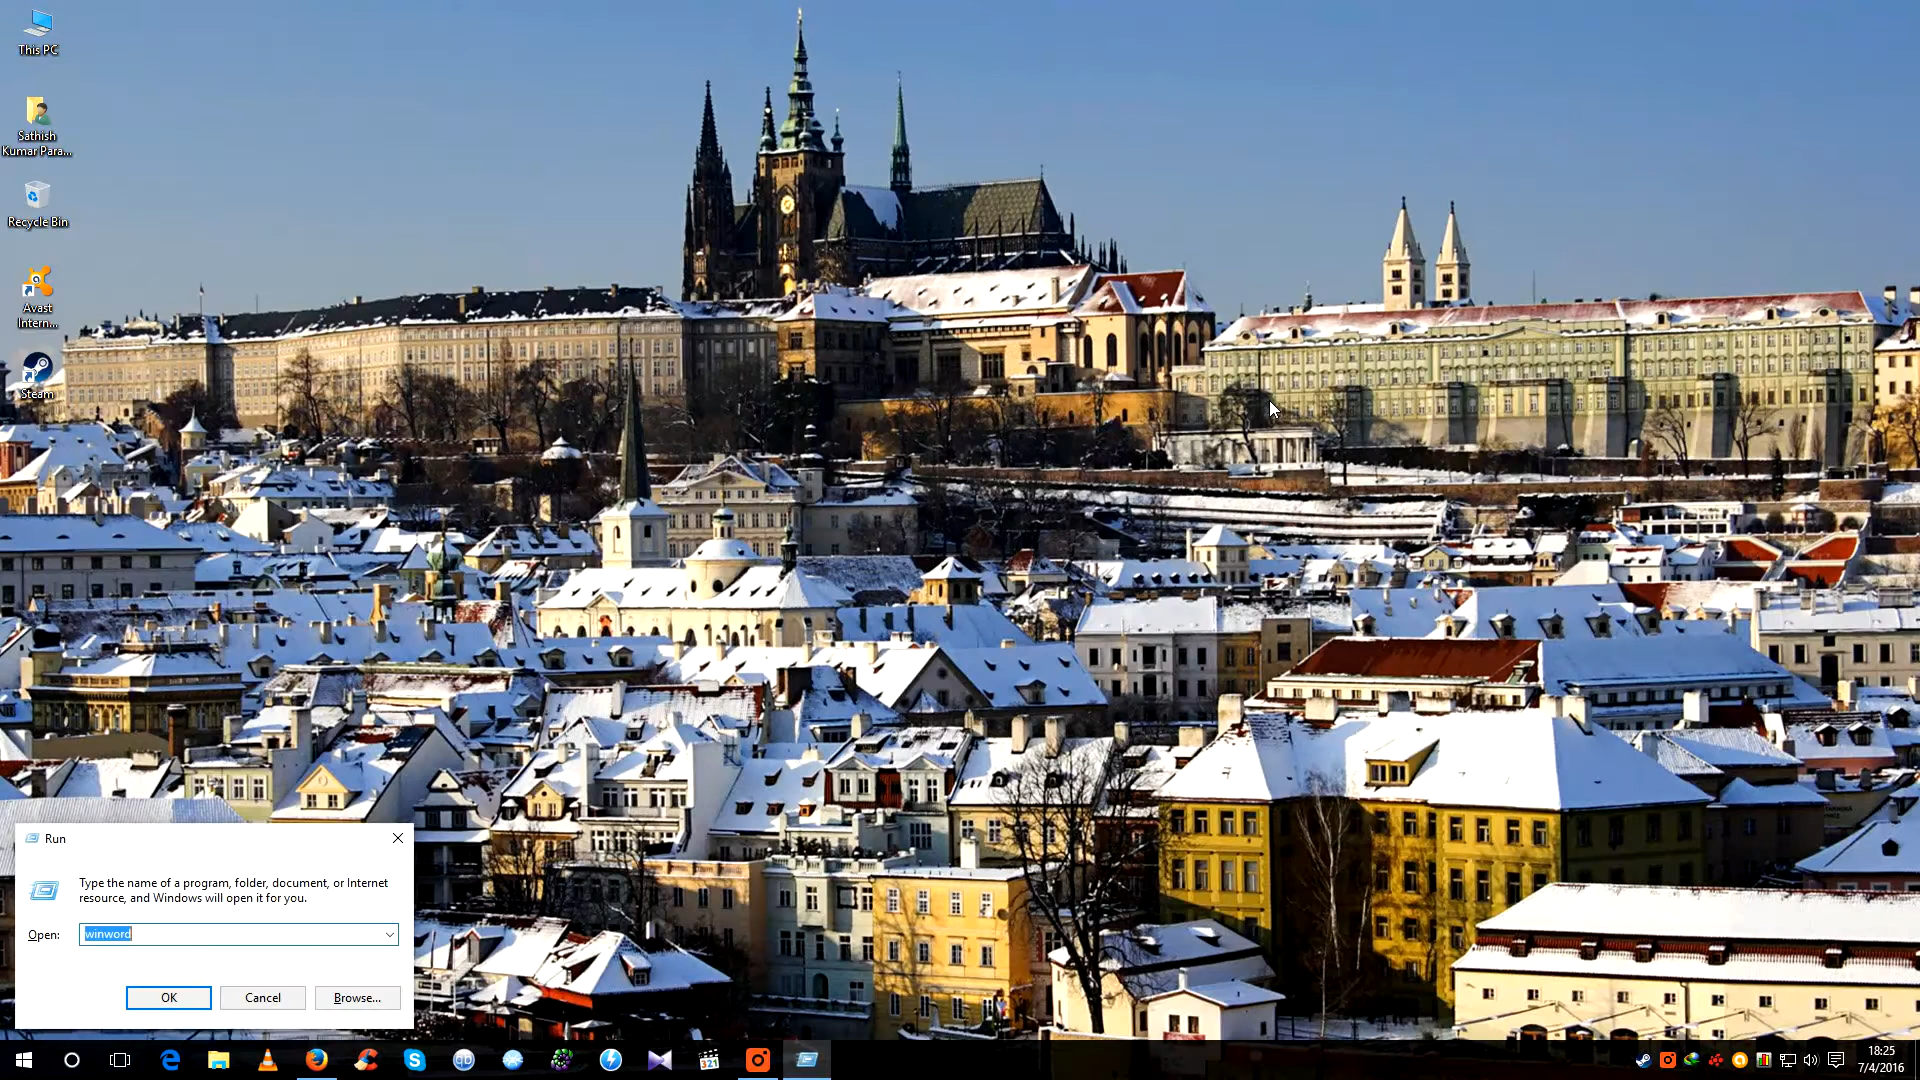 This PC
Sathish
Kumar Para...
Recycle Bin
Avast
Intern...
Steam
Run
Type the name of a program, folder, document, or Internet
resource, and Windows will open it for you.
Open:
winword
OK
Cancel
Browse...
321
18:25
7/4/2016